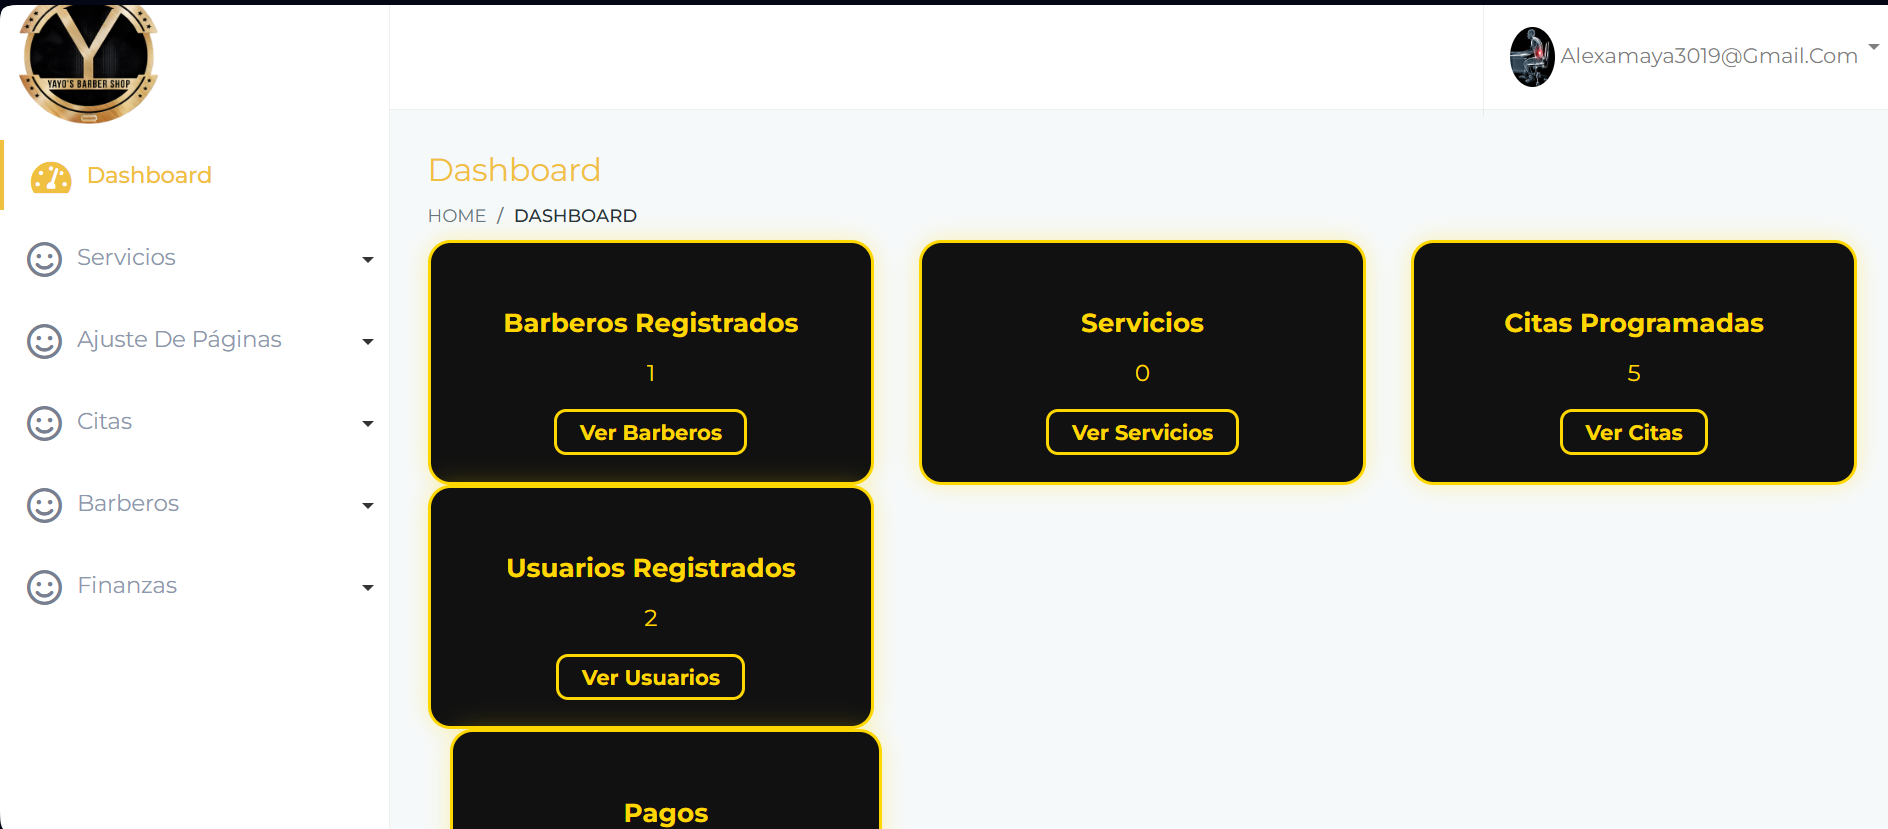 Y
YAYO'S BARBER SHOP
Alexamaya3019@Gmail.Com
Dashboard
Servicios
Ajuste De Páginas
Citas
Barberos
Finanzas
Dashboard
HOME / DASHBOARD
Barberos Registrados
1
Ver Barberos
Servicios
0
Ver Servicios
Citas Programadas
5
Ver Citas
Usuarios Registrados
2
Ver Usuarios
Pagos